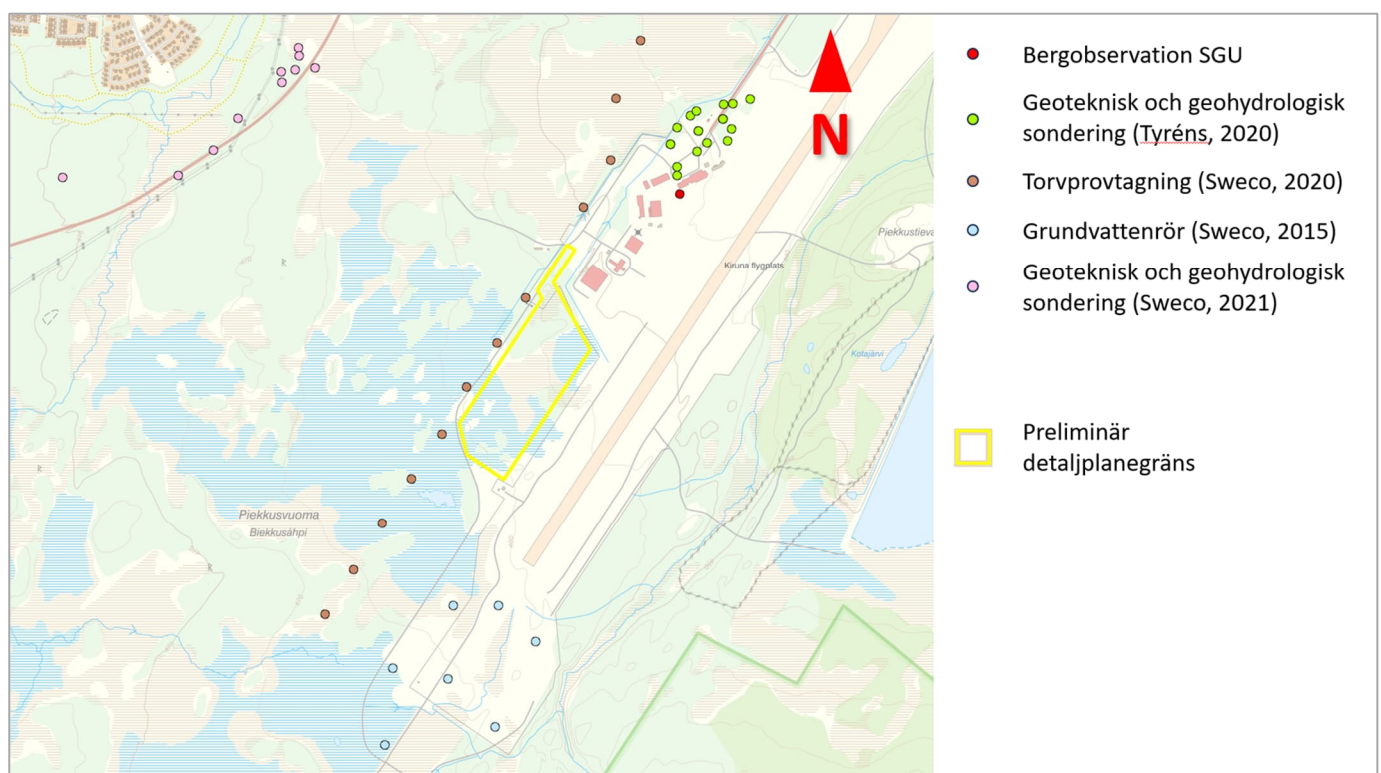 N
Piekkustieva
Kiruna flygplats
Kotajärvi
Piekkusvuoma
Biekkusáhpi
Bergobservation SGU
Geoteknisk och geohydrologisk
sondering (Tyréns, 2020)
Torvprovtagning (Sweco, 2020)
Grundvattenrör (Sweco, 2015)
Geoteknisk och geohydrologisk
sondering (Sweco, 2021)
Preliminär
detaljplanegräns